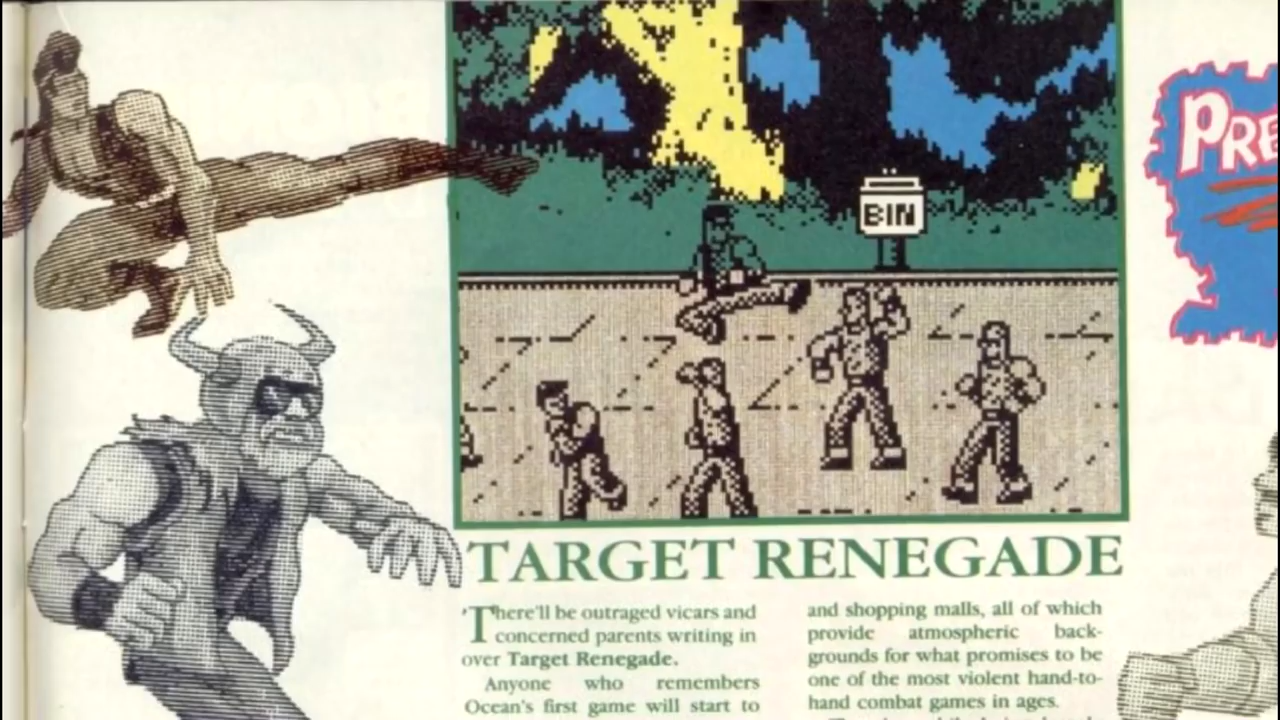 PRE
BIN
TARGET RENEGADE
'There'll be outraged vicars and
concerned parents writing in
over Target Renegade.
Anyone who remembers
Ocean's first game will start to
and shopping malls, all of which
provide atmospheric back-
grounds for what promises to be
one of the most violent hand-to-
hand combat games in ages.